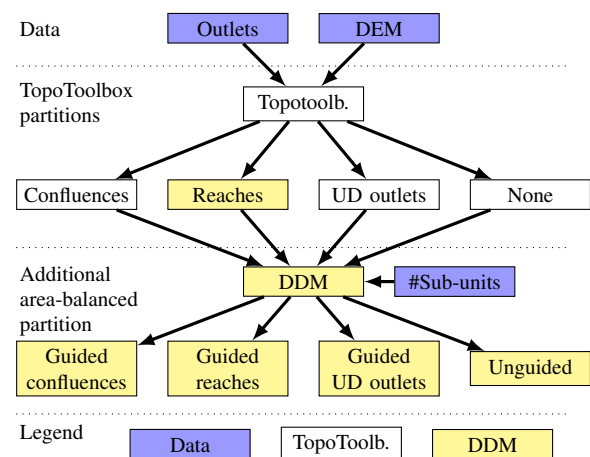 Data
Outlets
DEM
TopoToolbox
partitions
Topotoolb.
Confluences
Reaches
UD outlets
None
Additional
area-balanced
partition
DDM
#Sub-units
Guided
confluences
Guided
reaches
Guided
UD outlets
Unguided
Legend
Data
TopoToolb.
DDM